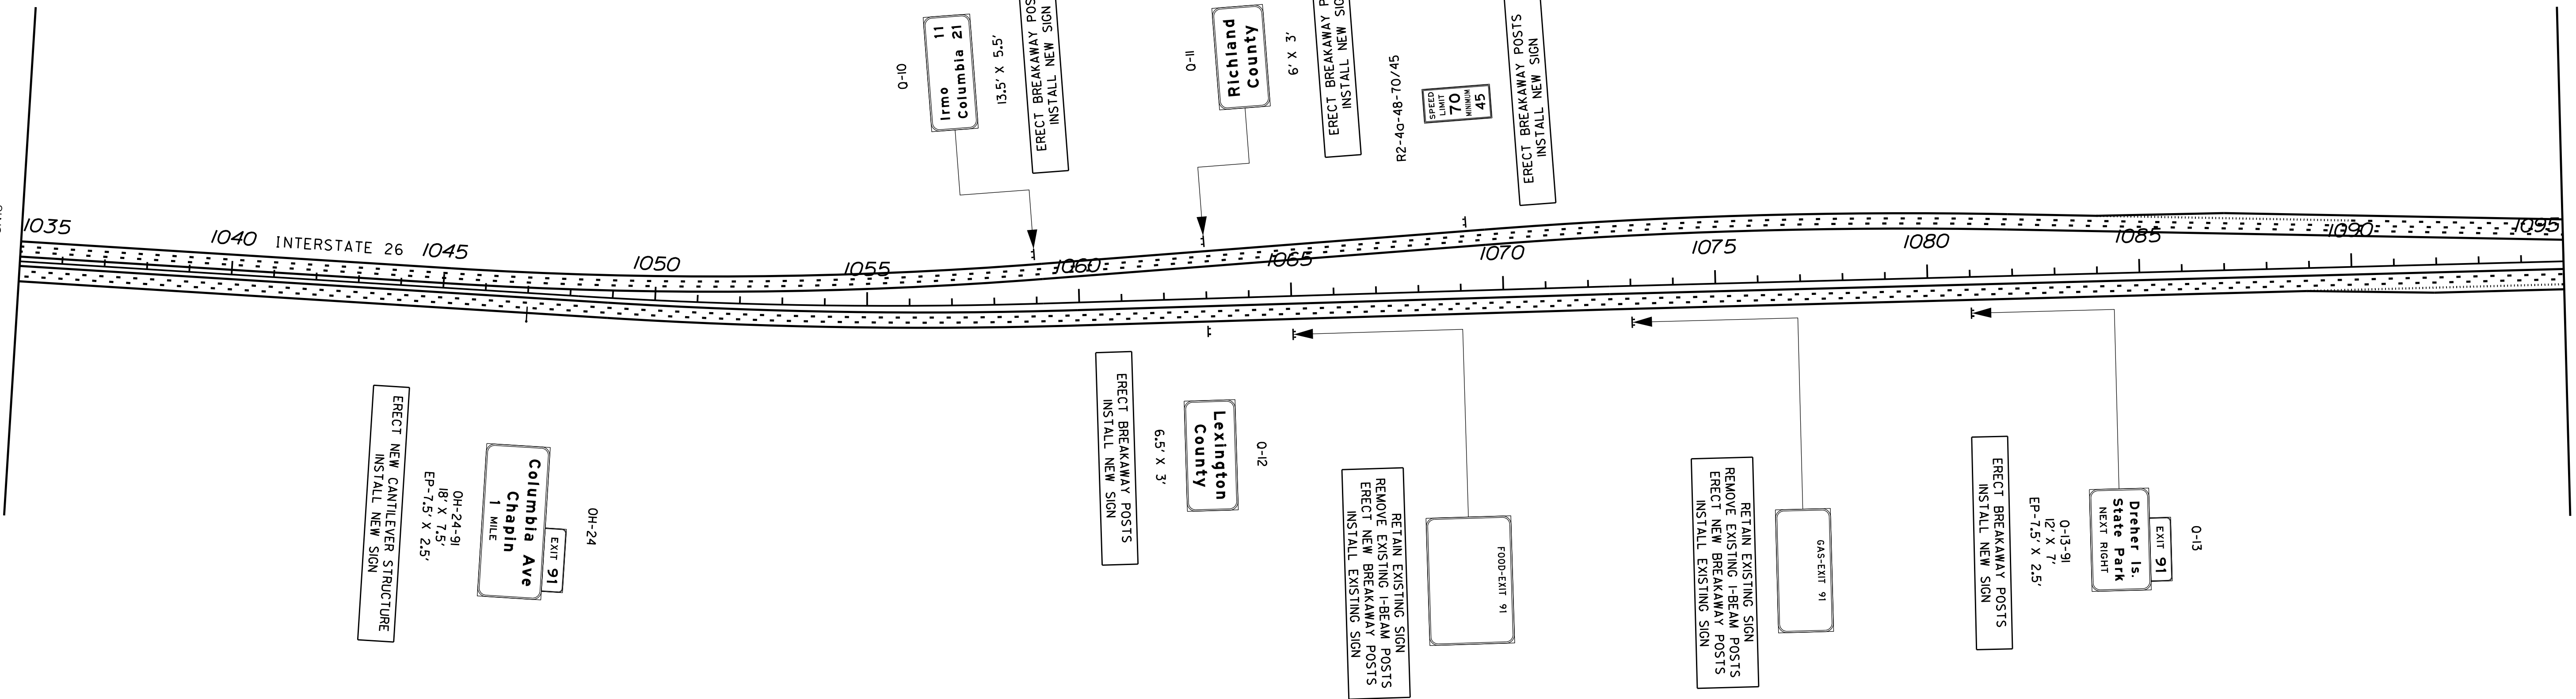 O-10
Irmo 11
Columbia 21
13.5' X 5.5'
ERECT BREAKAWAY POS
INSTALL NEW SIGN
O-11
Richland
County
6' X 3'
ERECT BREAKAWAY P
INSTALL NEW SIG
R2-4a-48-70/45
SPEED
LIMIT
70
MINIMUM
45
ERECT BREAKAWAY POSTS
INSTALL NEW SIGN
1035
1040
INTERSTATE 26
1045
1050
1055
1060
1065
1070
1075
1080
1085
1090
1095
OH-24
EXIT 91
Columbia Ave
Chapin
1 MILE
OH-24-91
18' X 7.5'
EP-7.5' X 2.5'
ERECT NEW CANTILEVER STRUCTURE
INSTALL NEW SIGN
O-12
Lexington
County
6.5' X 3'
ERECT BREAKAWAY POSTS
INSTALL NEW SIGN
FOOD-EXIT 91
RETAIN EXISTING SIGN
REMOVE EXISTING I-BEAM POSTS
ERECT NEW BREAKAWAY POSTS
INSTALL EXISTING SIGN
GAS-EXIT 91
RETAIN EXISTING SIGN
REMOVE EXISTING I-BEAM POSTS
ERECT NEW BREAKAWAY POSTS
INSTALL EXISTING SIGN
O-13
EXIT 91
Dreher Is.
State Park
NEXT RIGHT
O-13-91
12' X 7'
EP-7.5' X 2.5'
ERECT BREAKAWAY POSTS
INSTALL NEW SIGN